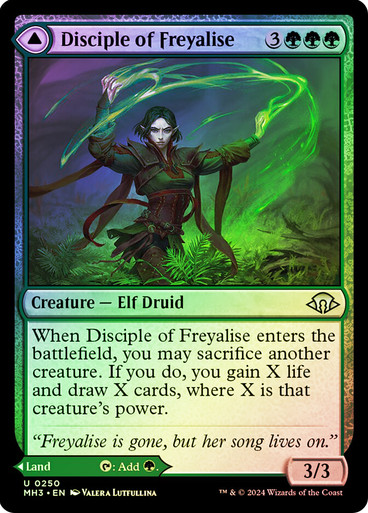 Disciple of Freyalise 3
Creature — Elf Druid
When Disciple of Freyalise enters the
battlefield, you may sacrifice another
creature. If you do, you gain X life
and draw X cards, where X is that
creature's power.
“Freyalise is gone, but her song lives on.”
Land : Add .
3/3
U 0250
MH3 • EN Valera Lutfullina
™ & © 2024 Wizards of the Coast